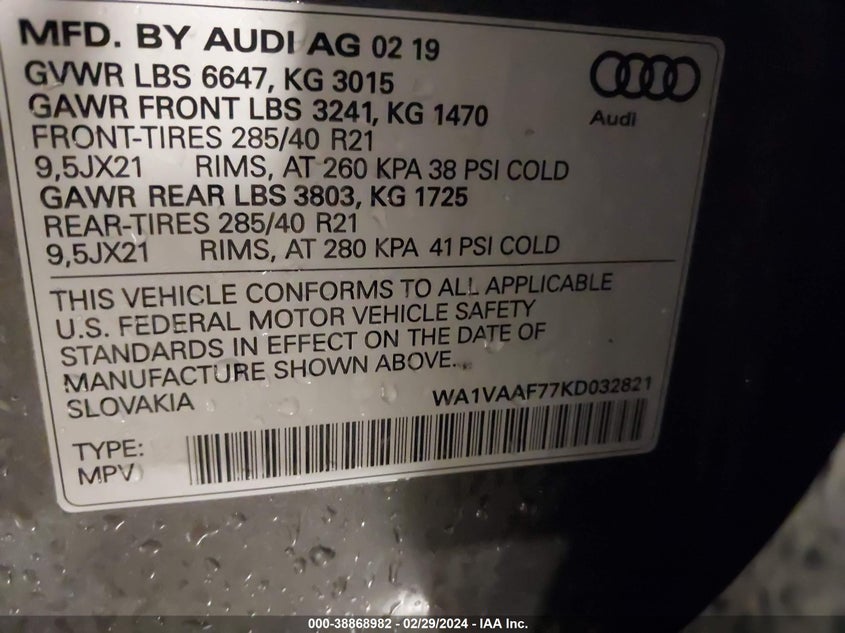 MFD. BY AUDI AG 02 19
GVWR LBS 6647, KG 3015
GAWR FRONT LBS 3241, KG 1470
FRONT-TIRES 285/40 R21
9,5JX21 RIMS, AT 260 KPA 38 PSI COLD
GAWR REAR LBS 3803, KG 1725
REAR-TIRES 285/40 R21
9,5JX21 RIMS, AT 280 KPA 41 PSI COLD
Audi
THIS VEHICLE CONFORMS TO ALL APPLICABLE
U.S. FEDERAL MOTOR VEHICLE SAFETY
STANDARDS IN EFFECT ON THE DATE OF
MANUFACTURE SHOWN ABOVE.
SLOVAKIA WA1VAAF77KD032821
TYPE:
MPV
000-38868982 - 02/29/2024 - IAA Inc.